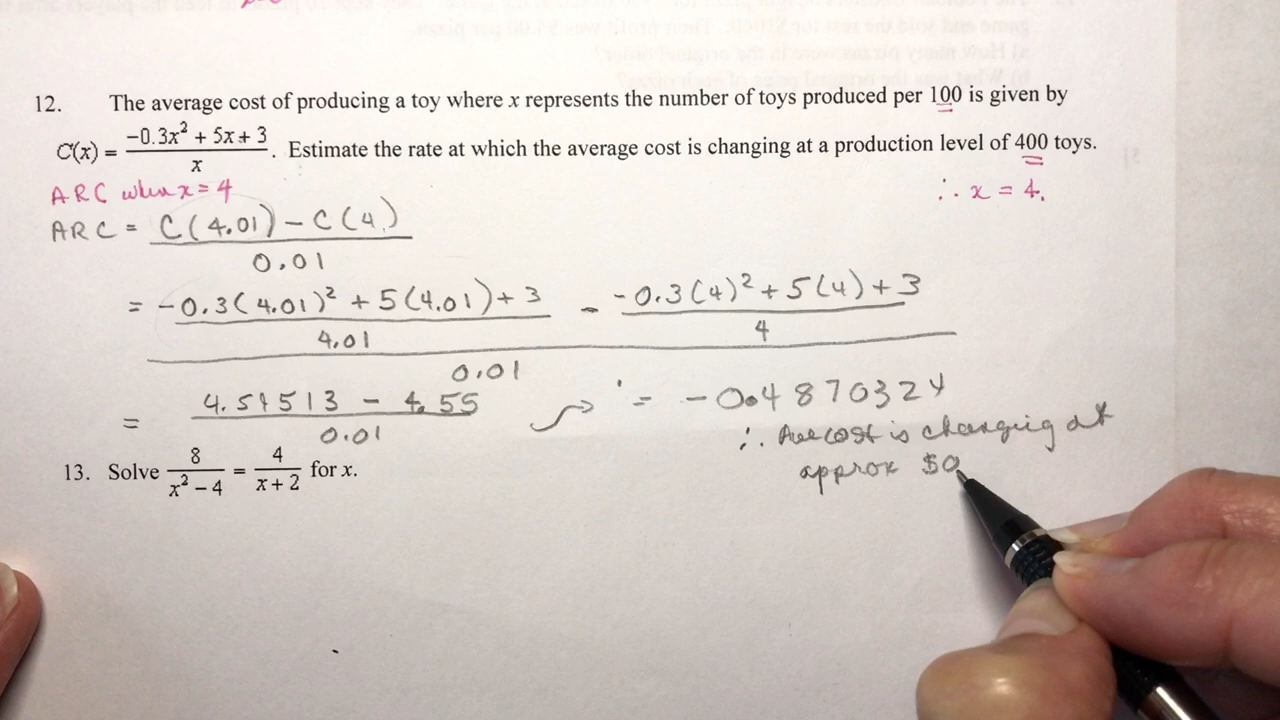 12. The average cost of producing a toy where x represents the number of toys produced per 100 is given by
C(x) = (-0.3x² + 5x + 3)/x. Estimate the rate at which the average cost is changing at a production level of 400 toys.
ARC when x = 4
∴ x = 4.
ARC = (C(4.01) - C(4))/0.01
= ((-0.3(4.01)² + 5(4.01) + 3)/4.01 - (-0.3(4)² + 5(4) + 3)/4)/0.01
= (4.54513 - 4.55)/0.01
= -0.4870324
∴ Ave cost is changing at
approx $0
13. Solve 8/(x² - 4) = 4/(x + 2) for x.